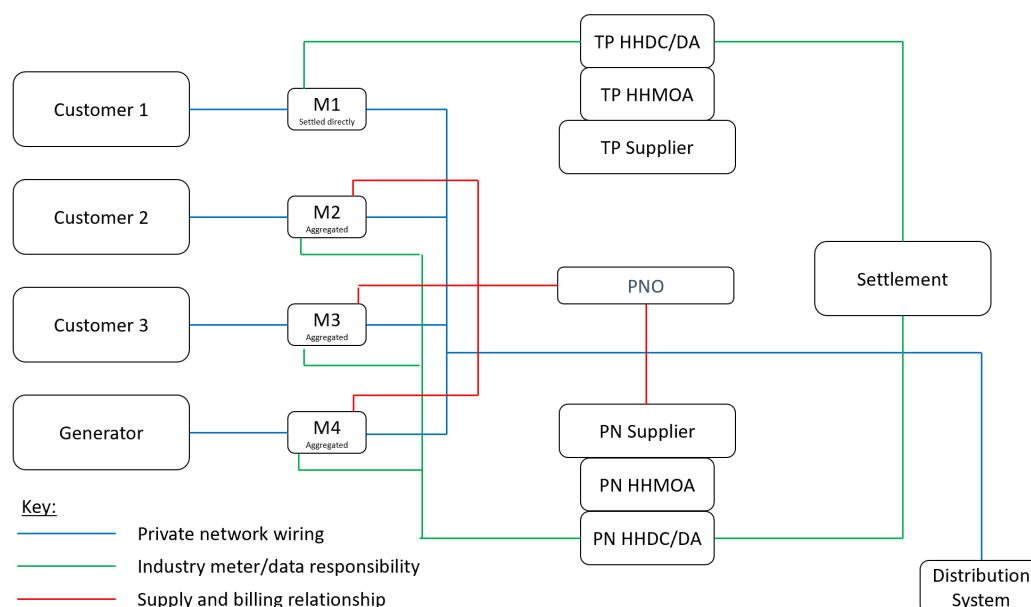 TP HHDC/DA
Customer 1
M1
Settled directly
TP HHMOA
TP Supplier
Customer 2
M2
Aggregated
Settlement
PNO
Customer 3
M3
Aggregated
Generator
M4
Aggregated
PN Supplier
PN HHMOA
PN HHDC/DA
Key:
Private network wiring
Industry meter/data responsibility
Supply and billing relationship
Distribution
System